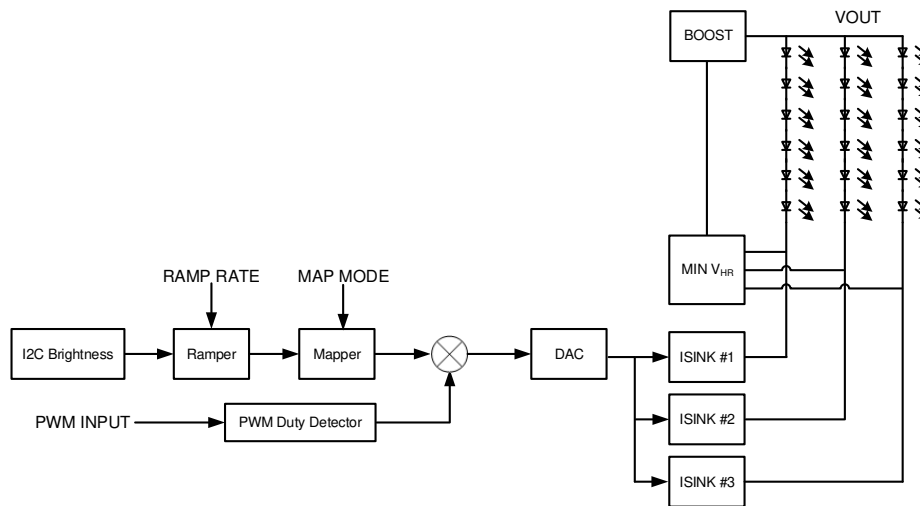 VOUT
BOOST
MIN VHR
RAMP RATE
MAP MODE
I2C Brightness
Ramper
Mapper
DAC
ISINK #1
PWM INPUT
PWM Duty Detector
ISINK #2
ISINK #3